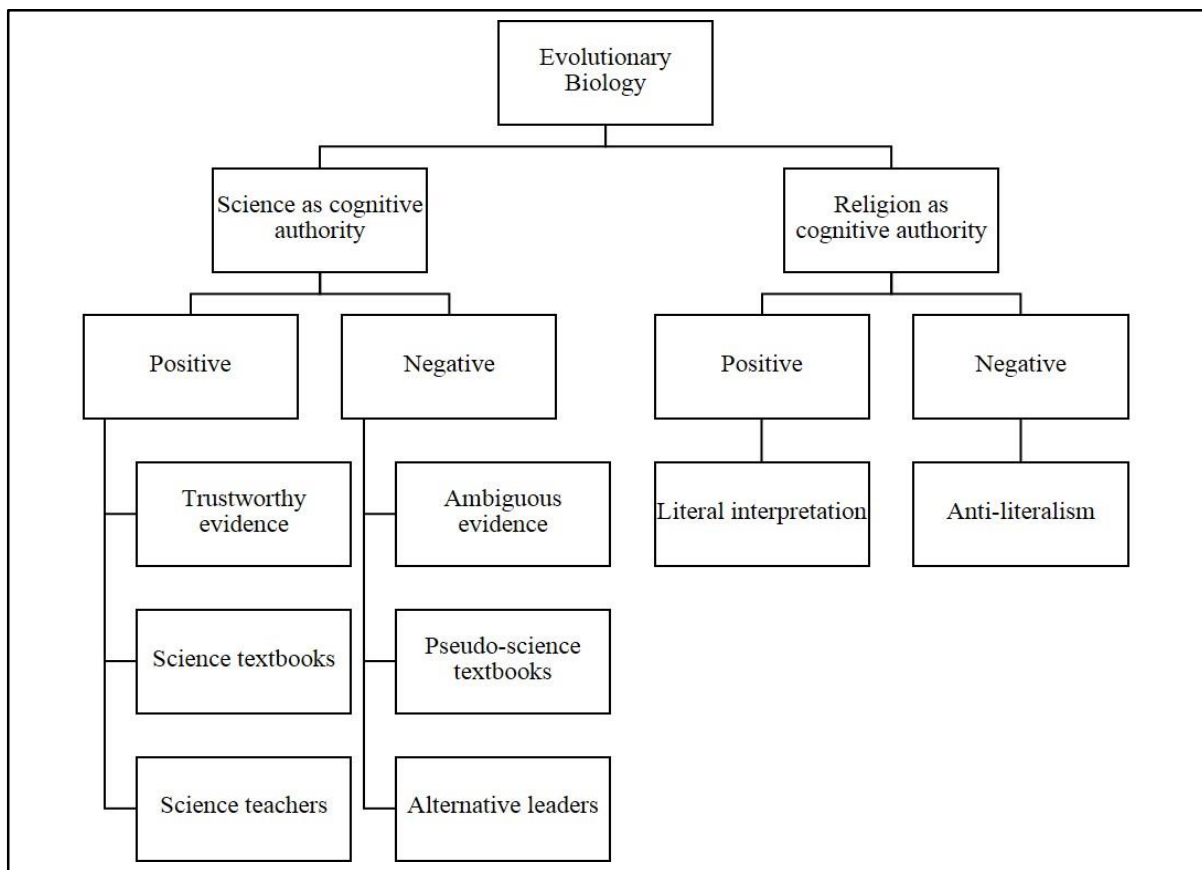 Evolutionary
Biology
Science as cognitive
authority
Religion as
cognitive authority
Positive
Negative
Positive
Negative
Trustworthy
evidence
Ambiguous
evidence
Literal interpretation
Anti-literalism
Science textbooks
Pseudo-science
textbooks
Science teachers
Alternative leaders